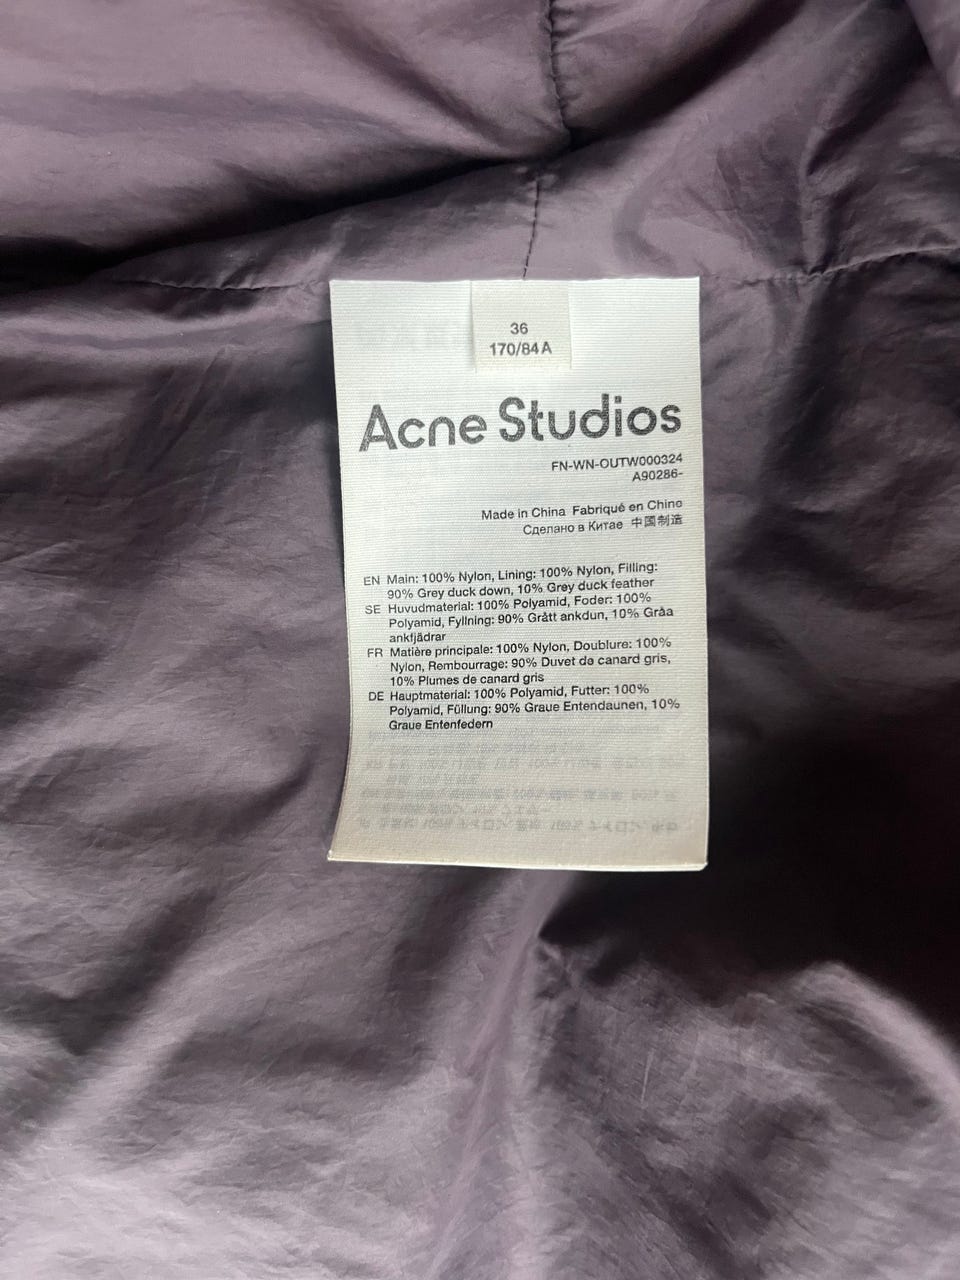 36
170/84A
Acne Studios
FN-WN-OUTW000324
A90286-
Made in China Fabriqué en Chine
Сделано в Китае 中国制造
EN Main: 100% Nylon, Lining: 100% Nylon, Filling:
90% Grey duck down, 10% Grey duck feather
SE Huvudmaterial: 100% Polyamid, Foder: 100%
Polyamid, Fyllning: 90% Grått ankdun, 10% Gråa
ankfjädrar
FR Matière principale: 100% Nylon, Doublure: 100%
Nylon, Rembourrage: 90% Duvet de canard gris,
10% Plumes de canard gris
DE Hauptmaterial: 100% Polyamid, Futter: 100%
Polyamid, Füllung: 90% Graue Entendaunen, 10%
Graue Entenfedern